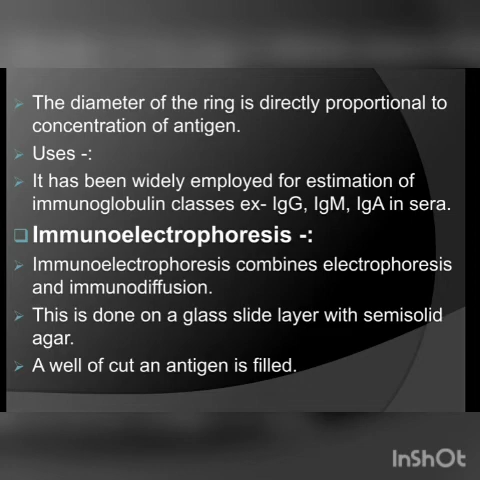 The diameter of the ring is directly proportional to
concentration of antigen.
Uses -:
It has been widely employed for estimation of
immunoglobulin classes ex- IgG, IgM, IgA in sera.
Immunoelectrophoresis -:
Immunoelectrophoresis combines electrophoresis
and immunodiffusion.
This is done on a glass slide layer with semisolid
agar.
A well of cut an antigen is filled.
InShOt